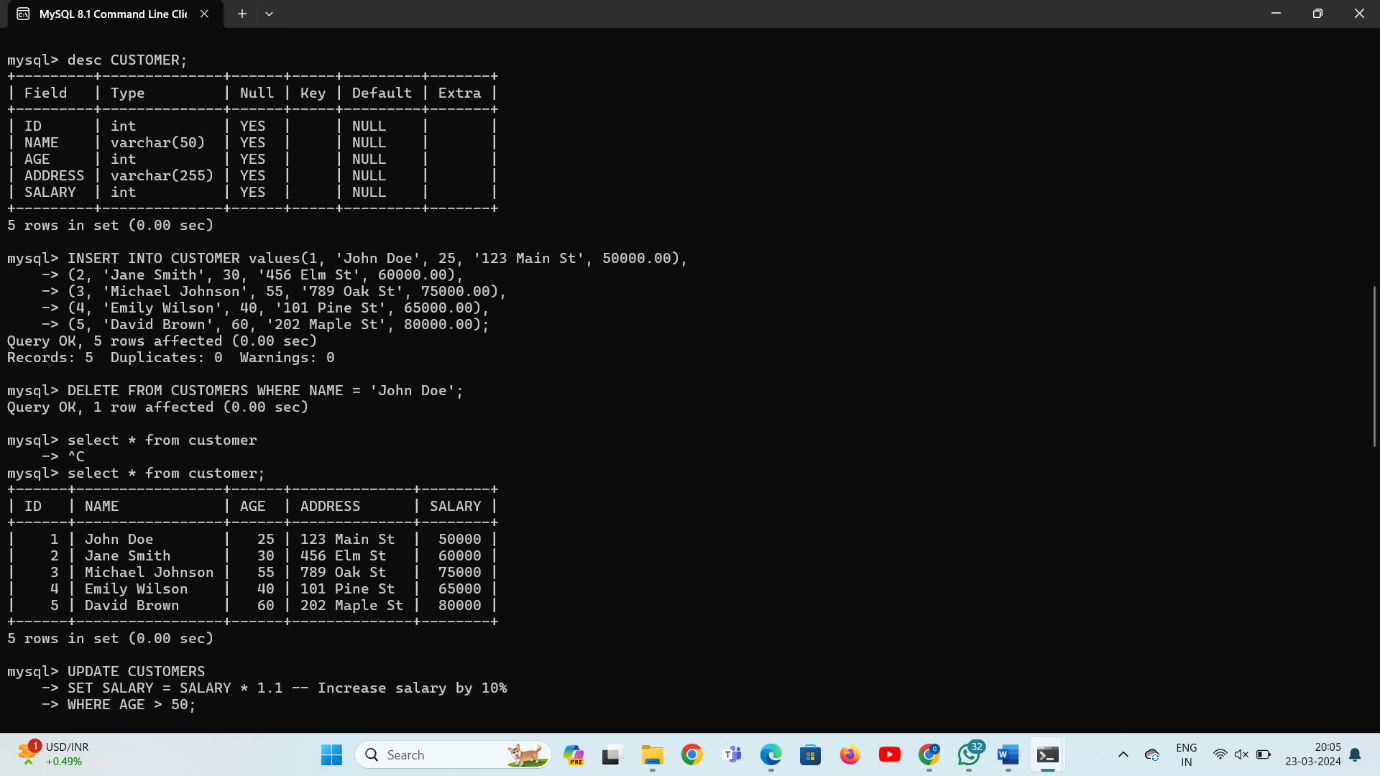 MySQL 8.1 Command Line Clie
mysql> desc CUSTOMER;
+---------+--------------+------+-----+---------+-------+
| Field   | Type         | Null | Key | Default | Extra |
+---------+--------------+------+-----+---------+-------+
| ID      | int          | YES  |     | NULL    |       |
| NAME    | varchar(50)  | YES  |     | NULL    |       |
| AGE     | int          | YES  |     | NULL    |       |
| ADDRESS | varchar(255) | YES  |     | NULL    |       |
| SALARY  | int          | YES  |     | NULL    |       |
+---------+--------------+------+-----+---------+-------+
5 rows in set (0.00 sec)
mysql> INSERT INTO CUSTOMER values(1, 'John Doe', 25, '123 Main St', 50000.00),
    -> (2, 'Jane Smith', 30, '456 Elm St', 60000.00),
    -> (3, 'Michael Johnson', 55, '789 Oak St', 75000.00),
    -> (4, 'Emily Wilson', 40, '101 Pine St', 65000.00),
    -> (5, 'David Brown', 60, '202 Maple St', 80000.00);
Query OK, 5 rows affected (0.00 sec)
Records: 5  Duplicates: 0  Warnings: 0
mysql> DELETE FROM CUSTOMERS WHERE NAME = 'John Doe';
Query OK, 1 row affected (0.00 sec)
mysql> select * from customer
    -> ^C
mysql> select * from customer;
+------+-----------------+------+--------------+--------+
| ID   | NAME            | AGE  | ADDRESS      | SALARY |
+------+-----------------+------+--------------+--------+
|    1 | John Doe        |   25 | 123 Main St  |  50000 |
|    2 | Jane Smith      |   30 | 456 Elm St   |  60000 |
|    3 | Michael Johnson |   55 | 789 Oak St   |  75000 |
|    4 | Emily Wilson    |   40 | 101 Pine St  |  65000 |
|    5 | David Brown     |   60 | 202 Maple St |  80000 |
+------+-----------------+------+--------------+--------+
5 rows in set (0.00 sec)
mysql> UPDATE CUSTOMERS
    -> SET SALARY = SALARY * 1.1 -- Increase salary by 10%
    -> WHERE AGE > 50;
1 USD/INR
+0.49%
Search
PRE
32
ENG
IN
20:05
23-03-2024